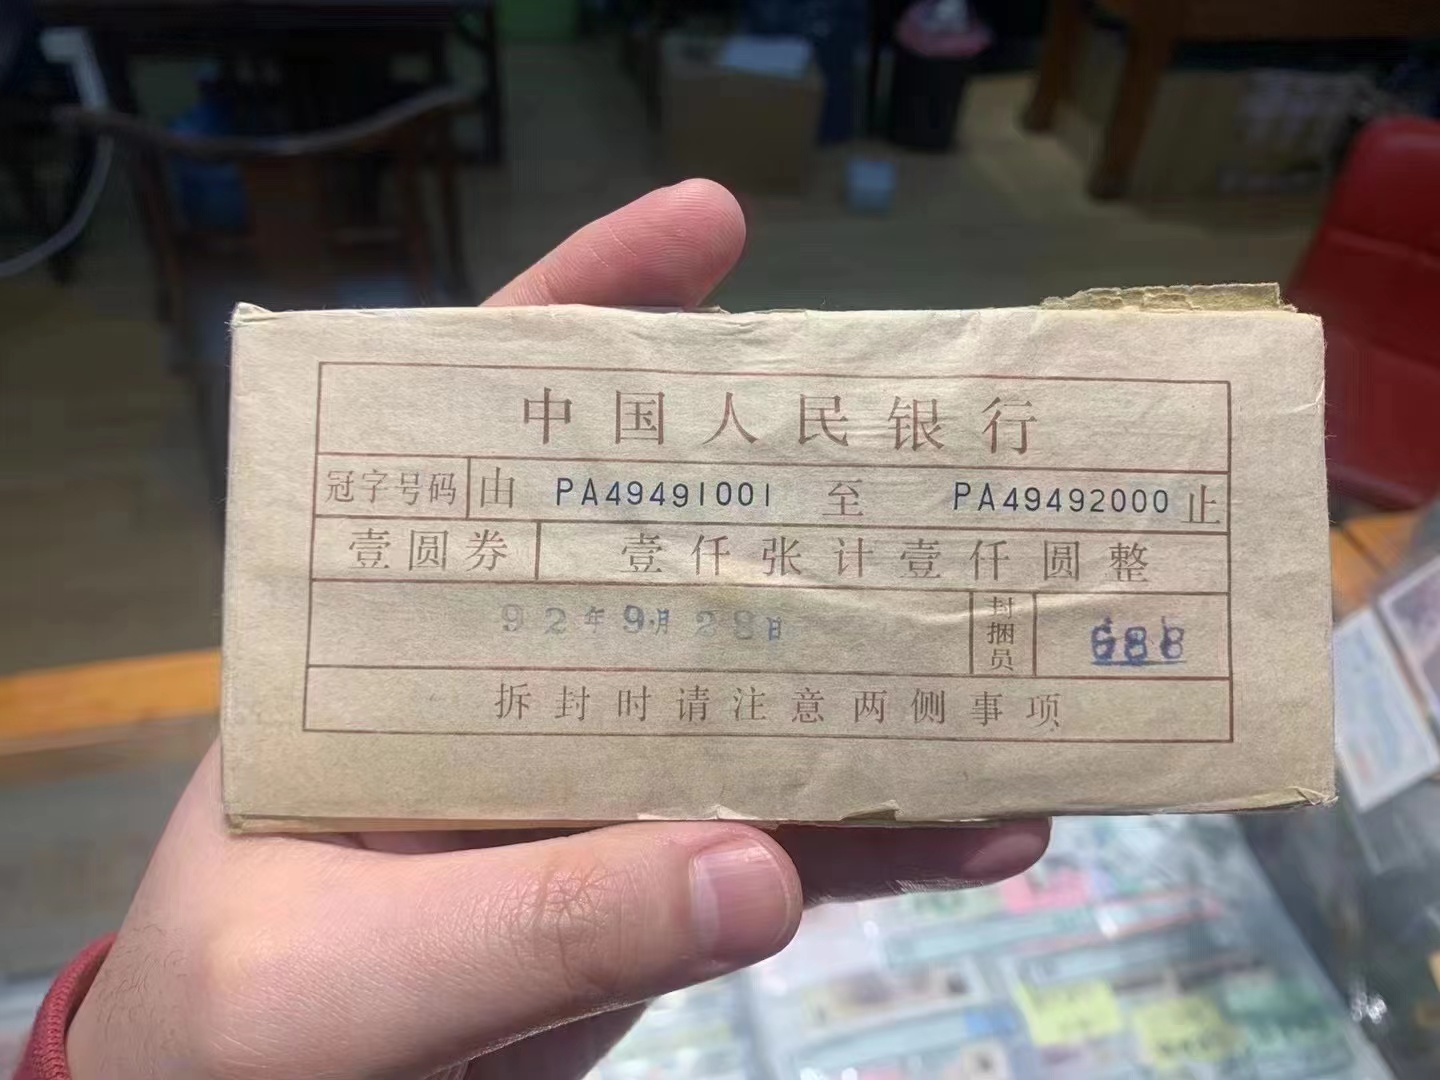 中国人民银行
冠字号码 由 PA49491001 至 PA49492000 止
壹圆券 壹仟张计壹仟圆整
92年9月28日 封捆员 688
拆封时请注意两侧事项